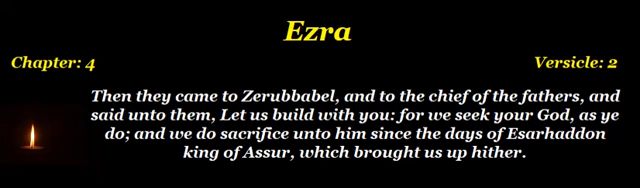 Ezra
Chapter: 4 Versicle: 2
Then they came to Zerubbabel, and to the chief of the fathers, and
said unto them, Let us build with you: for we seek your God, as ye
do; and we do sacrifice unto him since the days of Esarhaddon
king of Assur, which brought us up hither.